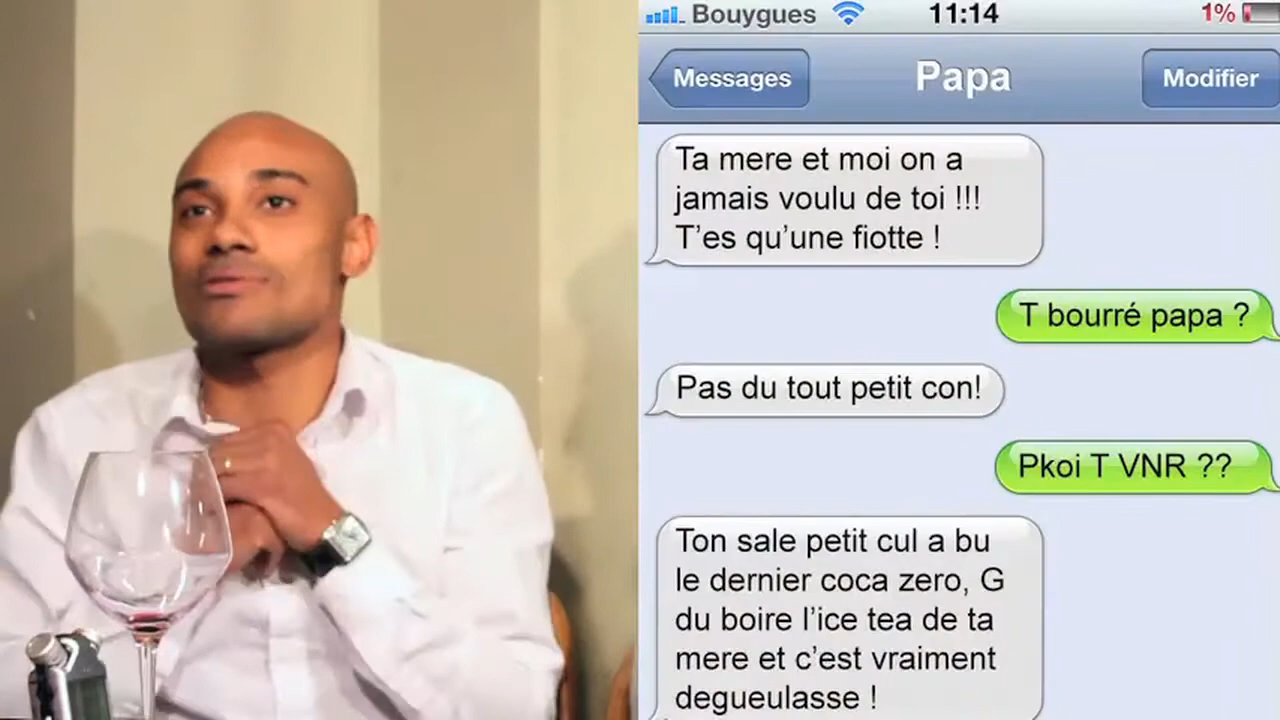 Bouygues 11:14 1%
Messages Papa Modifier
Ta mere et moi on a
jamais voulu de toi !!!
T'es qu'une fiotte !
T bourré papa ?
Pas du tout petit con!
Pkoi T VNR ??
Ton sale petit cul a bu
le dernier coca zero, G
du boire l'ice tea de ta
mere et c'est vraiment
degueulasse !